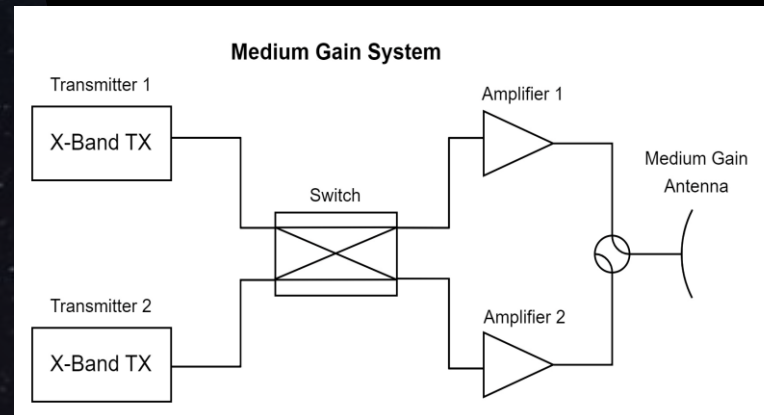 Medium Gain System
Transmitter 1
X-Band TX
Amplifier 1
Medium Gain
Antenna
Switch
Transmitter 2
X-Band TX
Amplifier 2